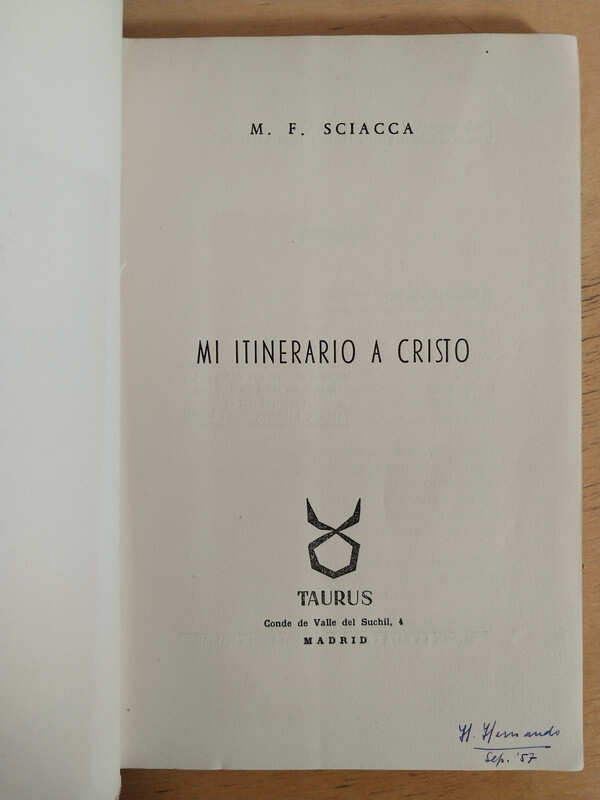 M. F. SCIACCA
MI ITINERARIO A CRISTO
TAURUS
Conde de Valle del Suchil, 4
MADRID
H. Hernando
Sep. '57